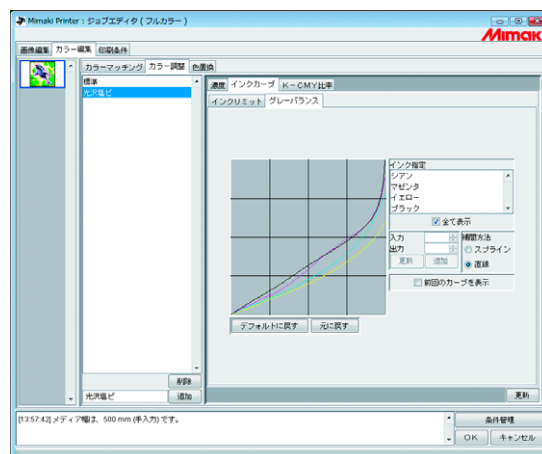 Mimaki Printer : ジョブエディタ ( フルカラー )
Mimak
画像編集 カラー編集 印刷条件
カラーマッチング カラー調整 色置換
標準
光沢塩ビ
濃度 インクカーブ K－CMY比率
インクリミット グレーバランス
インク指定
シアン
マゼンタ
イエロー
ブラック
全て表示
入力
出力
更新 追加
補間方法
スプライン
直線
前回のカーブを表示
デフォルトに戻す 元に戻す
削除
光沢塩ビ 追加
更新
[13:57:42] メディア幅は、500 mm (手入力) です。
条件管理
OK キャンセル